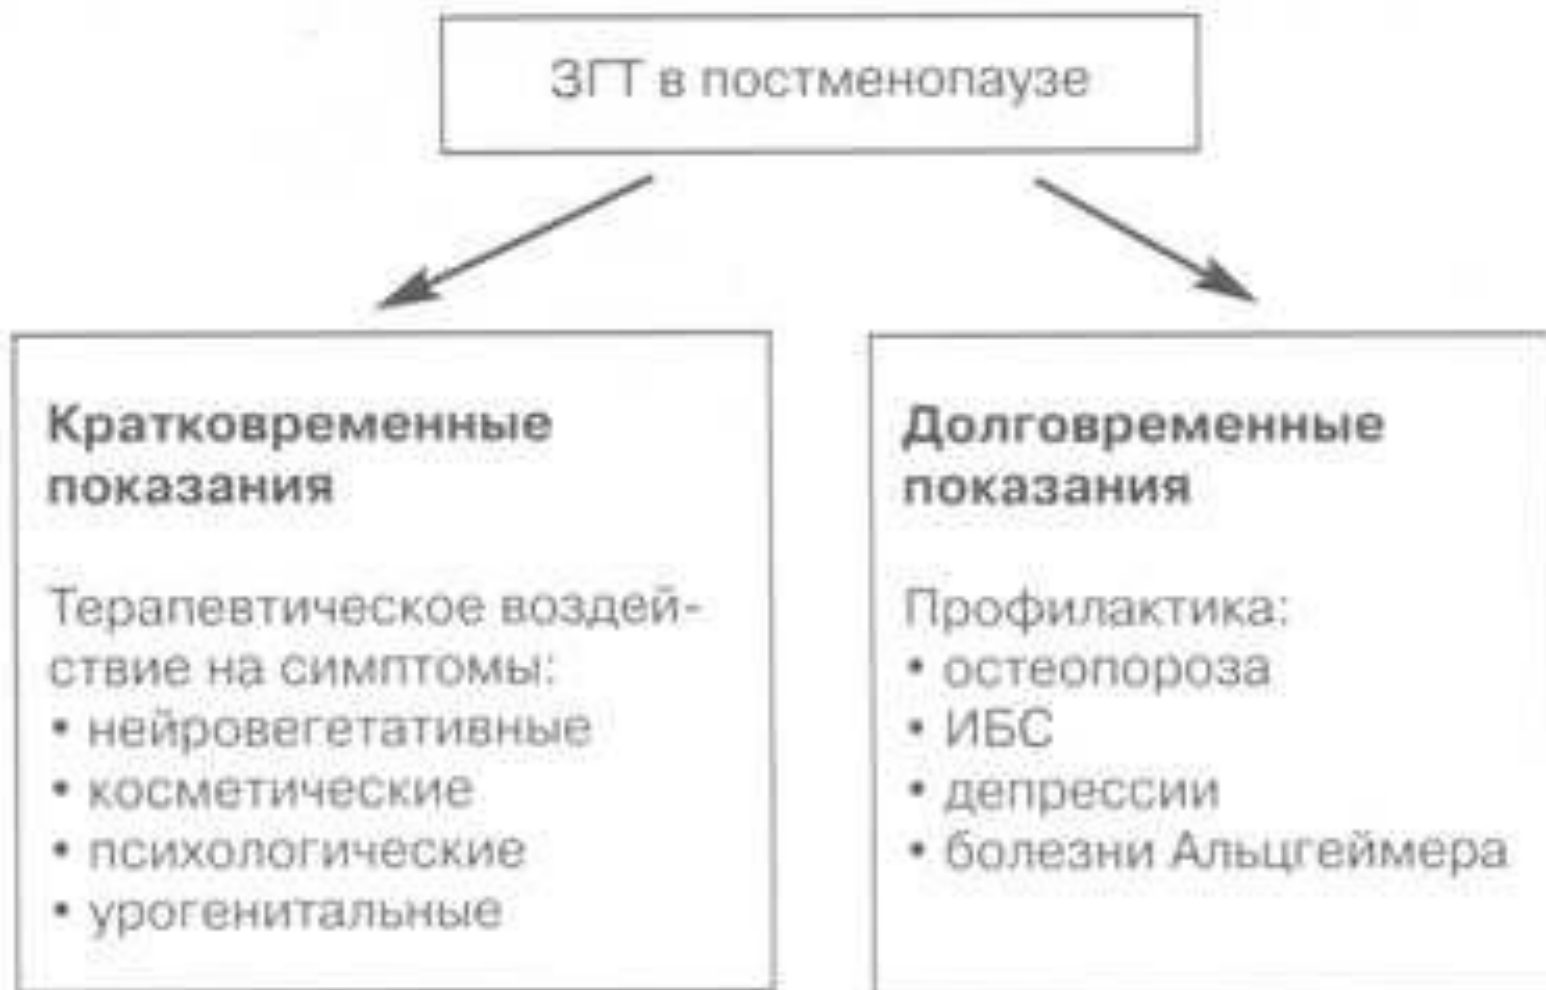 ЗГТ в постменопаузе
Кратковременные
показания
Терапевтическое воздей-
ствие на симптомы:
• нейровегетативные
• косметические
• психологические
• урогенитальные
Долговременные
показания
Профилактика:
• остеопороза
• ИБС
• депрессии
• болезни Альцгеймера